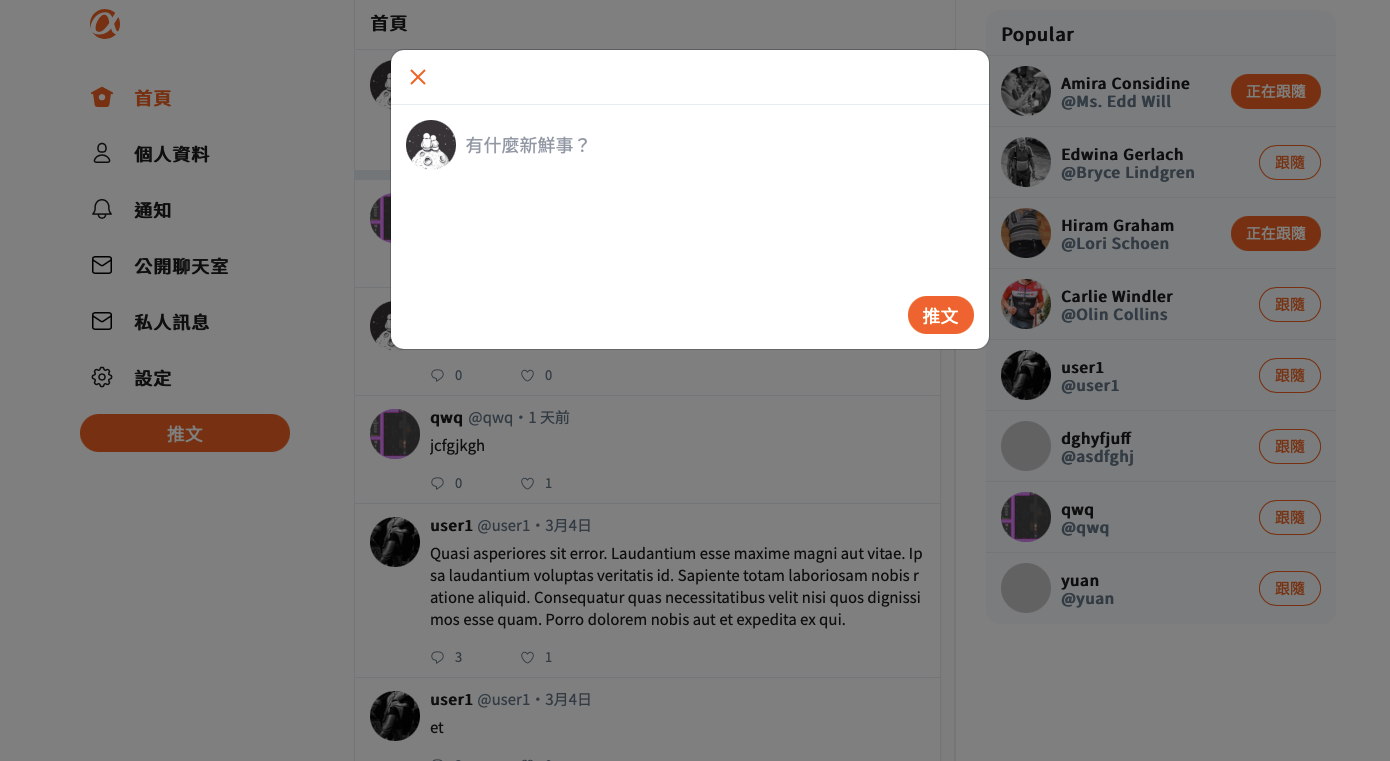 首頁
個人資料
通知
公開聊天室
私人訊息
設定
推文
首頁
有什麼新鮮事？
推文
0 0
qwq @qwq・1 天前
jcfgjkgh
0 1
user1 @user1・3月4日
Quasi asperiores sit error. Laudantium esse maxime magni aut vitae. Ip
sa laudantium voluptas veritatis id. Sapiente totam laboriosam nobis r
atione aliquid. Consequatur quas necessitatibus velit nisi quos dignissi
mos esse quam. Porro dolorem nobis aut et expedita ex qui.
3 1
user1 @user1・3月4日
et
Popular
Amira Considine
@Ms. Edd Will
正在跟隨
Edwina Gerlach
@Bryce Lindgren
跟隨
Hiram Graham
@Lori Schoen
正在跟隨
Carlie Windler
@Olin Collins
跟隨
user1
@user1
跟隨
dghyfjuff
@asdfghj
跟隨
qwq
@qwq
跟隨
yuan
@yuan
跟隨